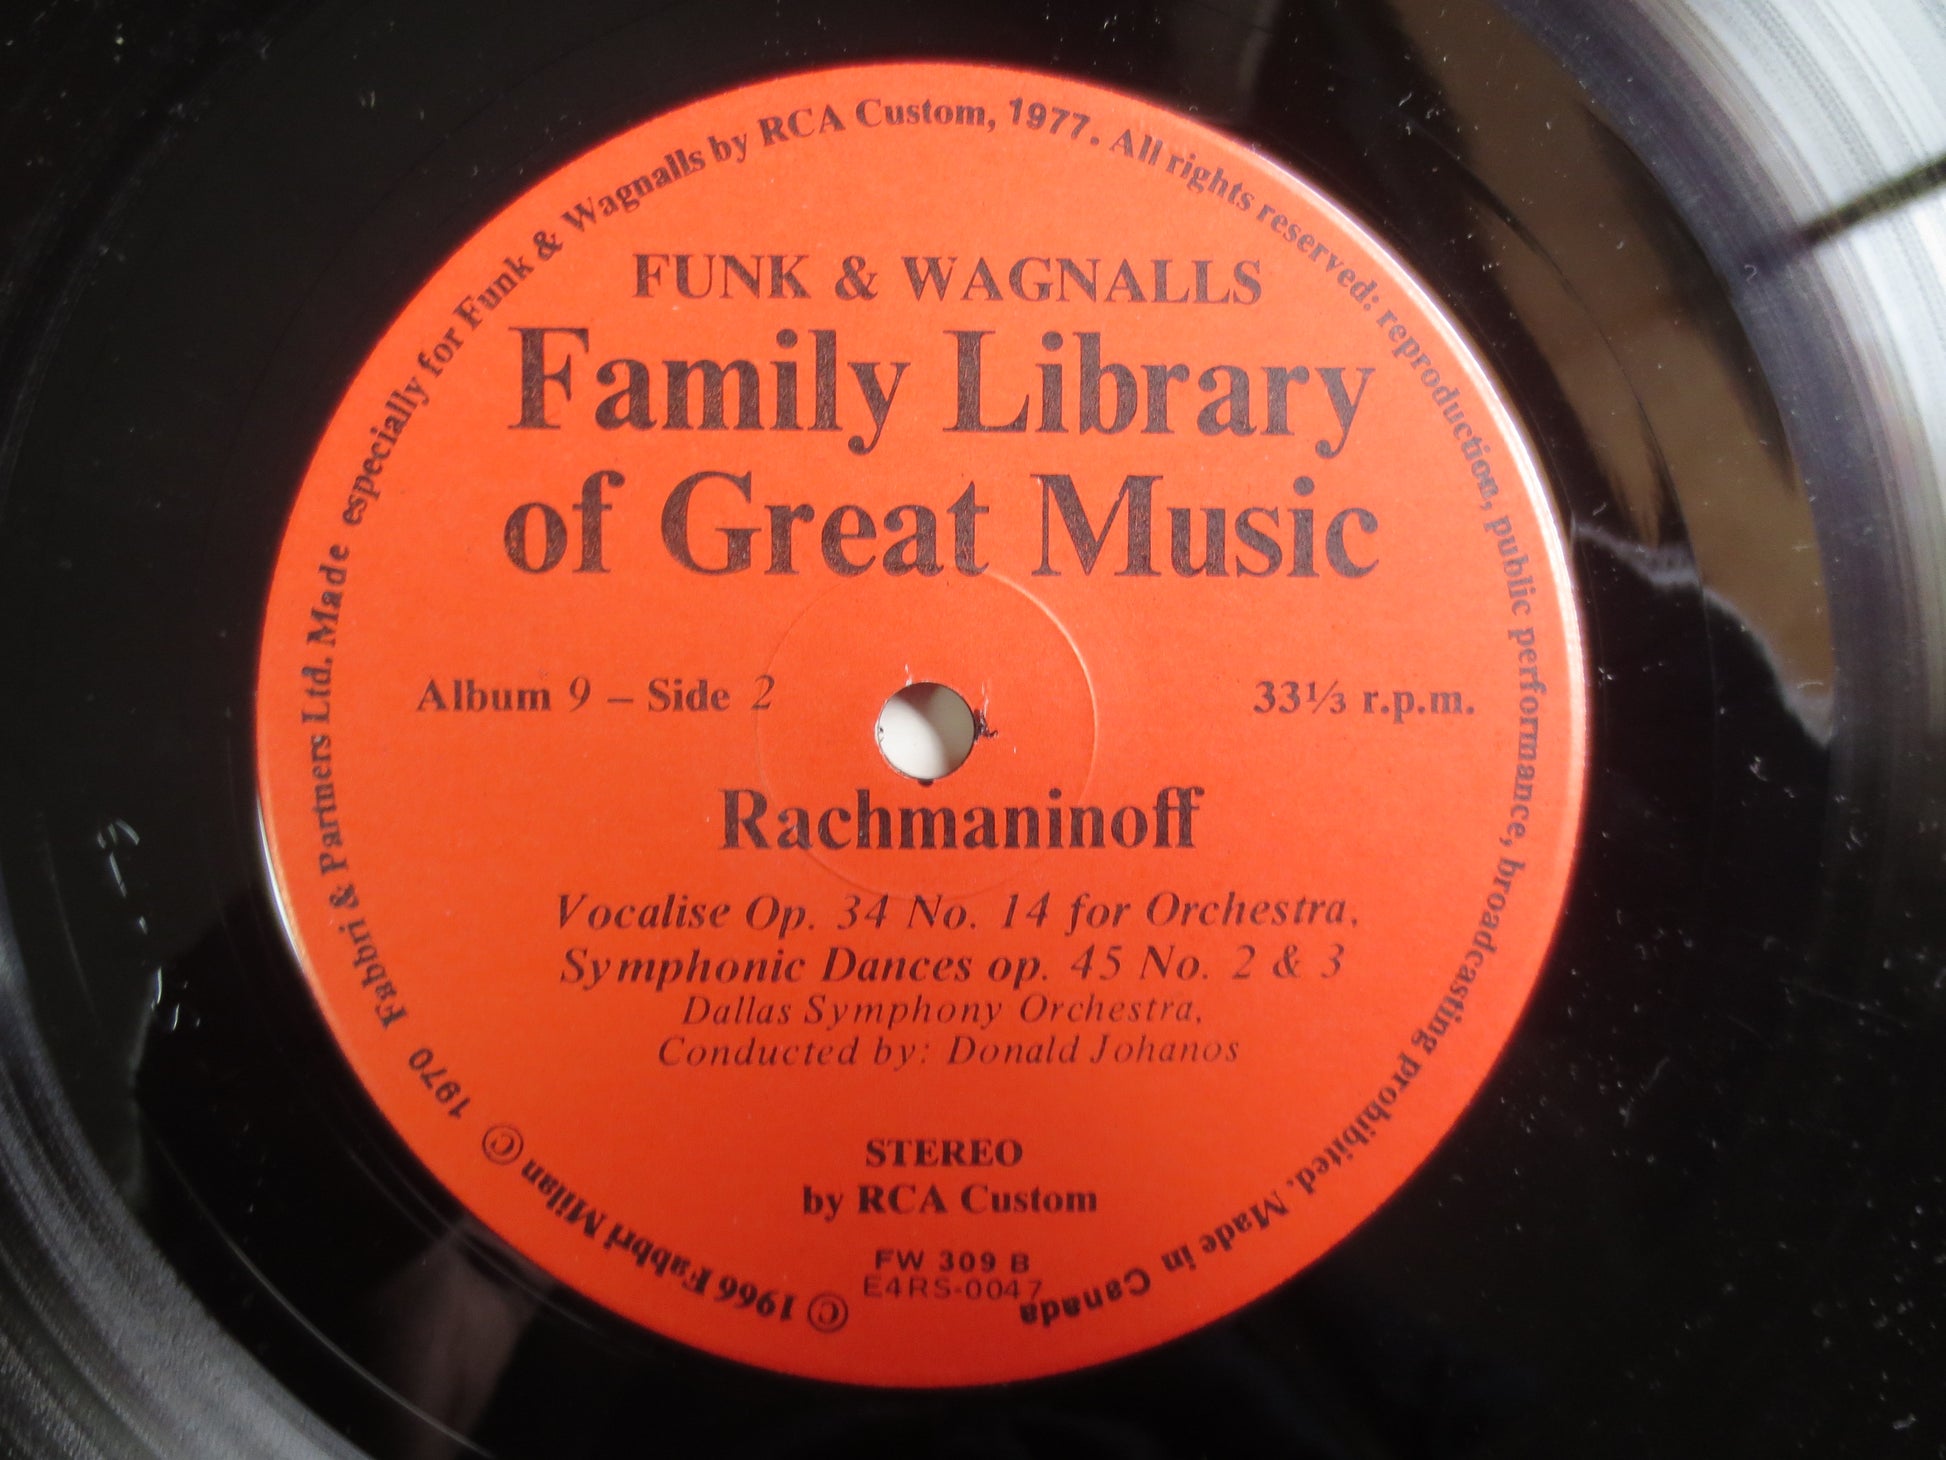 FUNK & WAGNALLS
Family Library
of Great Music
Album 9 – Side 2
33⅓ r.p.m.
Rachmaninoff
Vocalise Op. 34 No. 14 for Orchestra.
Symphonic Dances op. 45 No. 2 & 3
Dallas Symphony Orchestra.
Conducted by: Donald Johanos
STEREO
by RCA Custom
FW 309 B
E4RS-0047
© 1966 Fabbri Milan © 1970 Fabbri & Partners Ltd. Made especially for Funk & Wagnalls by RCA Custom, 1977. All rights reserved: reproduction, public performance, broadcasting prohibited. Made in Canada